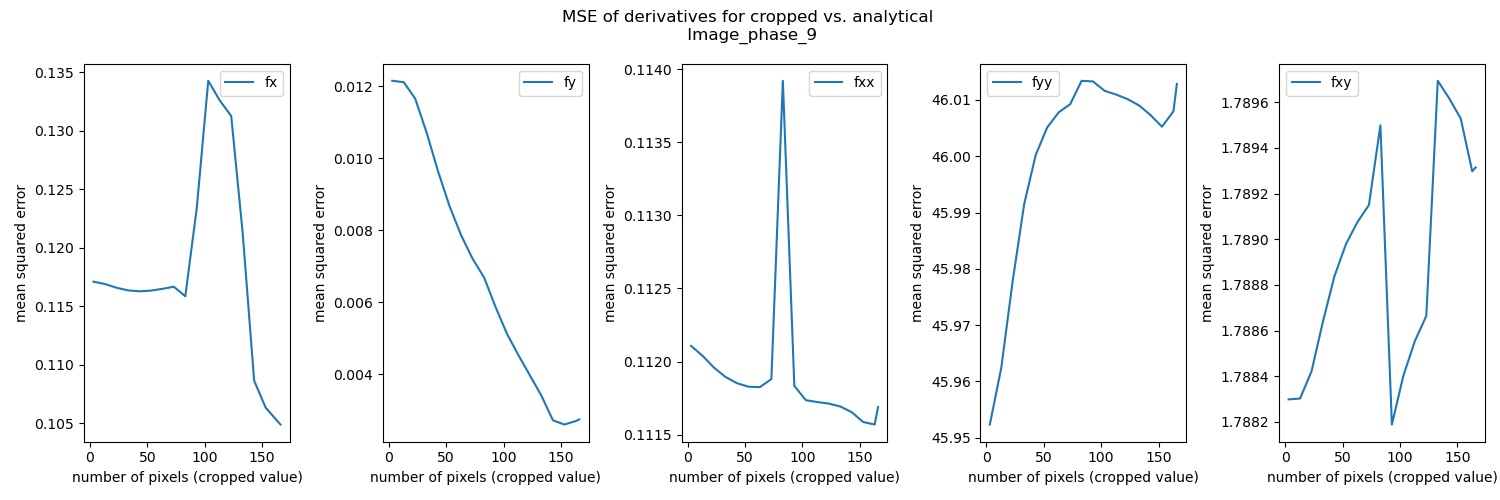 MSE of derivatives for cropped vs. analytical
Image_phase_9
mean squared error
0.135
0.130
0.125
0.120
0.115
0.110
0.105
fx
0 50 100 150
number of pixels (cropped value)
mean squared error
0.012
0.010
0.008
0.006
0.004
fy
0 50 100 150
number of pixels (cropped value)
mean squared error
0.1140
0.1135
0.1130
0.1125
0.1120
0.1115
fxx
0 50 100 150
number of pixels (cropped value)
mean squared error
46.01
46.00
45.99
45.98
45.97
45.96
45.95
fyy
0 50 100 150
number of pixels (cropped value)
mean squared error
1.7896
1.7894
1.7892
1.7890
1.7888
1.7886
1.7884
1.7882
fxy
0 50 100 150
number of pixels (cropped value)